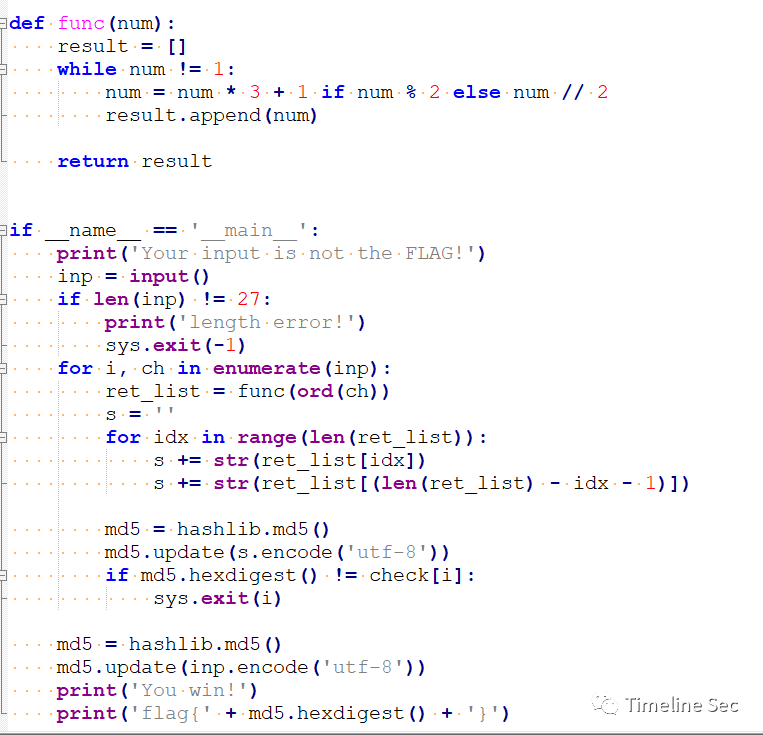 def func(num):
    result = []
    while num != 1:
        num = num * 3 + 1 if num % 2 else num // 2
        result.append(num)

    return result


if __name__ == '__main__':
    print('Your input is not the FLAG!')
    inp = input()
    if len(inp) != 27:
        print('length error!')
        sys.exit(-1)
    for i, ch in enumerate(inp):
        ret_list = func(ord(ch))
        s = ''
        for idx in range(len(ret_list)):
            s += str(ret_list[idx])
            s += str(ret_list[(len(ret_list) - idx - 1)])

        md5 = hashlib.md5()
        md5.update(s.encode('utf-8'))
        if md5.hexdigest() != check[i]:
            sys.exit(i)

    md5 = hashlib.md5()
    md5.update(inp.encode('utf-8'))
    print('You win!')
    print('flag{' + md5.hexdigest() + '}')
Timeline Sec